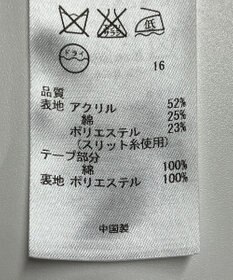 低
ドライ
16
品質
表地 アクリル 52%
綿 25%
ポリエステル 23%
(スリット糸使用)
テープ部分
綿 100%
裏地 ポリエステル 100%
中国製